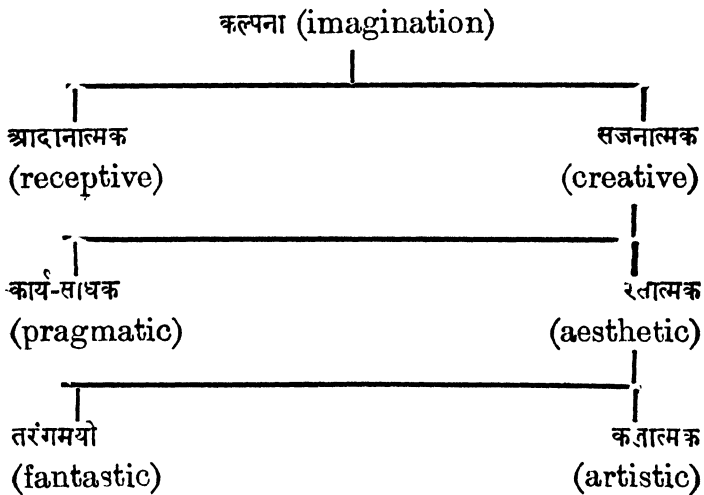 कल्पना (imagination)
आदानात्मक सजनात्मक
(receptive) (creative)
कार्य-साधक रसात्मक
(pragmatic) (aesthetic)
तरंगमयी कलात्मक
(fantastic) (artistic)